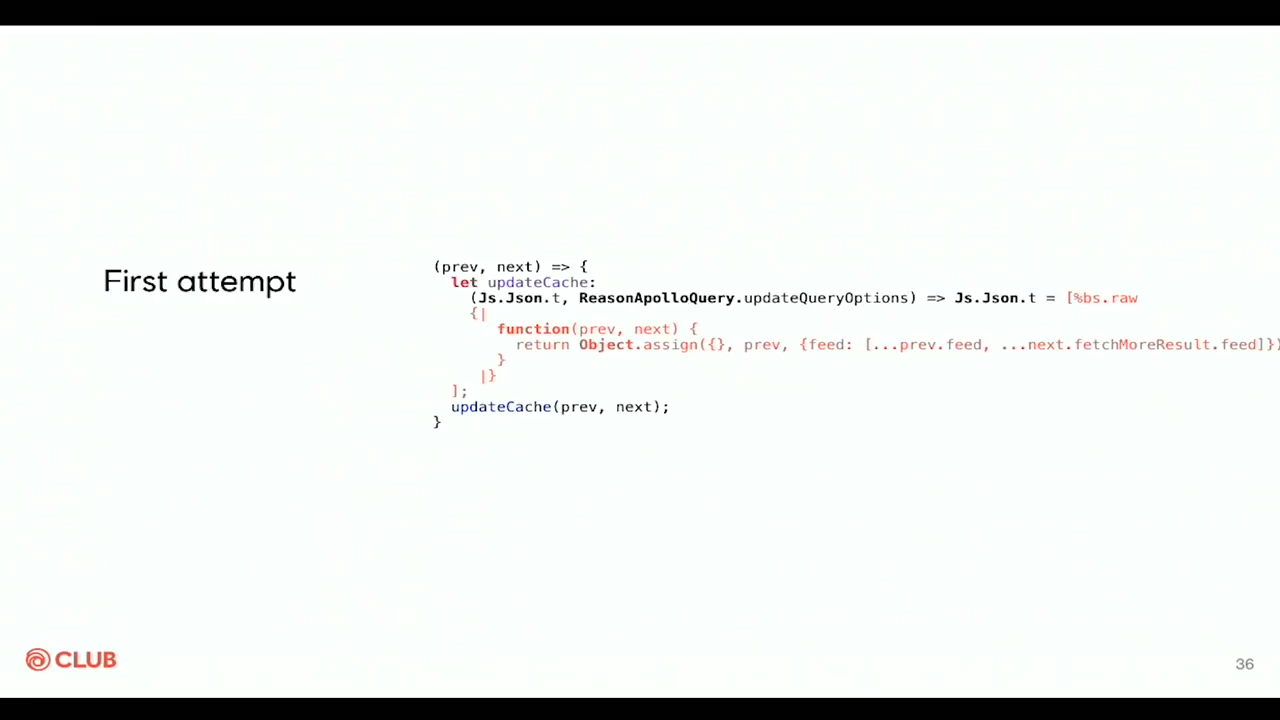 First attempt
(prev, next) => {
  let updateCache:
    (Js.Json.t, ReasonApolloQuery.updateQueryOptions) => Js.Json.t = [%bs.raw
    {|
       function(prev, next) {
         return Object.assign({}, prev, {feed: [...prev.feed, ...next.fetchMoreResult.feed]})
       }
     |}
  ];
  updateCache(prev, next);
}
CLUB
36